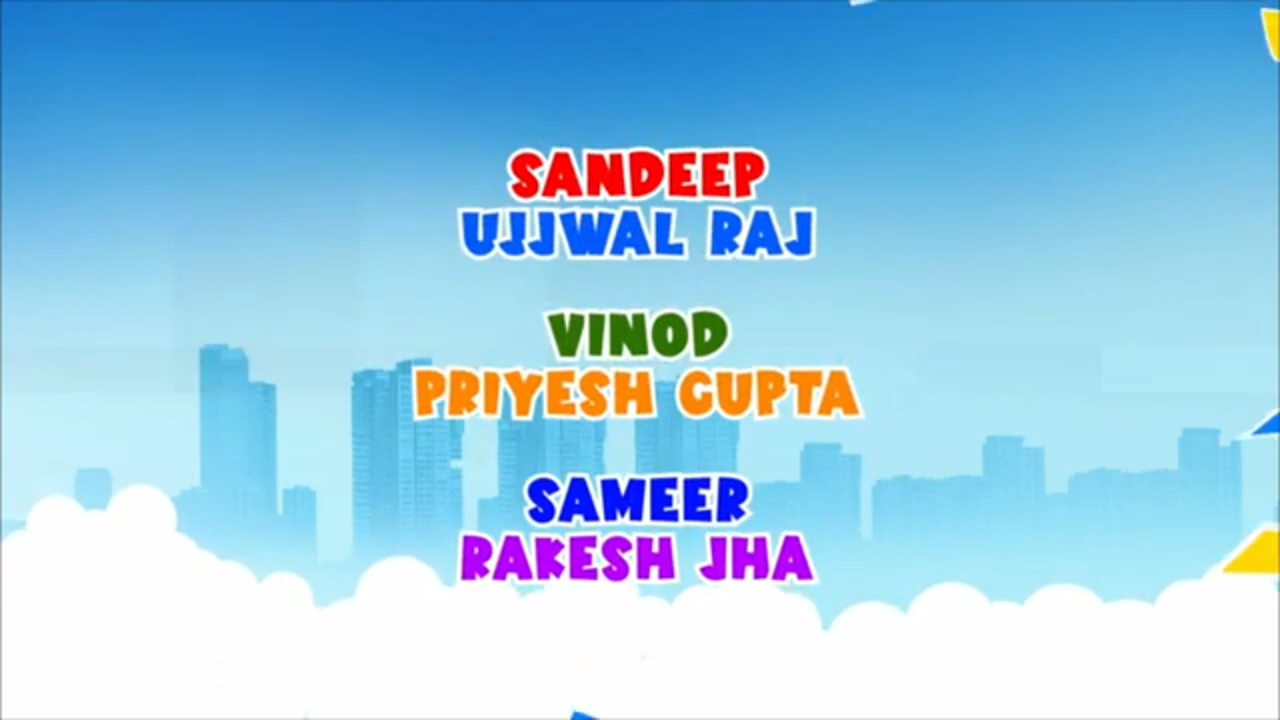 SANDEEP
UJJWAL RAJ
VINOD
PRIYESH GUPTA
SAMEER
RAKESH JHA